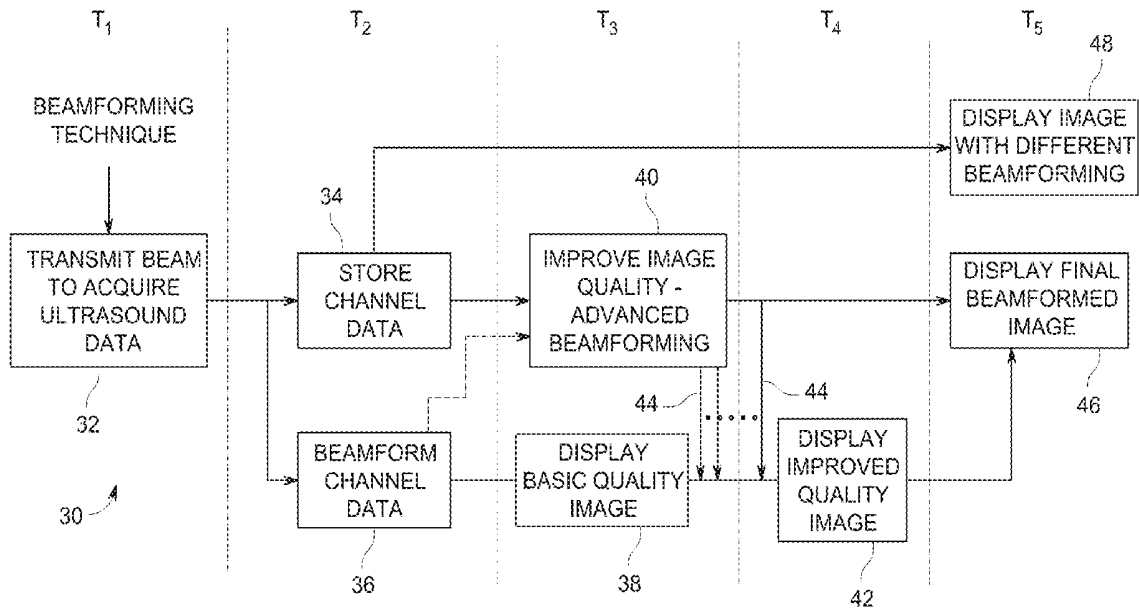 T1
T2
T3
T4
T5
BEAMFORMING
TECHNIQUE
48
DISPLAY IMAGE
WITH DIFFERENT
BEAMFORMING
34
40
TRANSMIT BEAM
TO ACQUIRE
ULTRASOUND
DATA
STORE
CHANNEL
DATA
IMPROVE IMAGE
QUALITY -
ADVANCED
BEAMFORMING
DISPLAY FINAL
BEAMFORMED
IMAGE
32
44
44
46
BEAMFORM
CHANNEL
DATA
DISPLAY
BASIC QUALITY
IMAGE
DISPLAY
IMPROVED
QUALITY
IMAGE
30
36
38
42